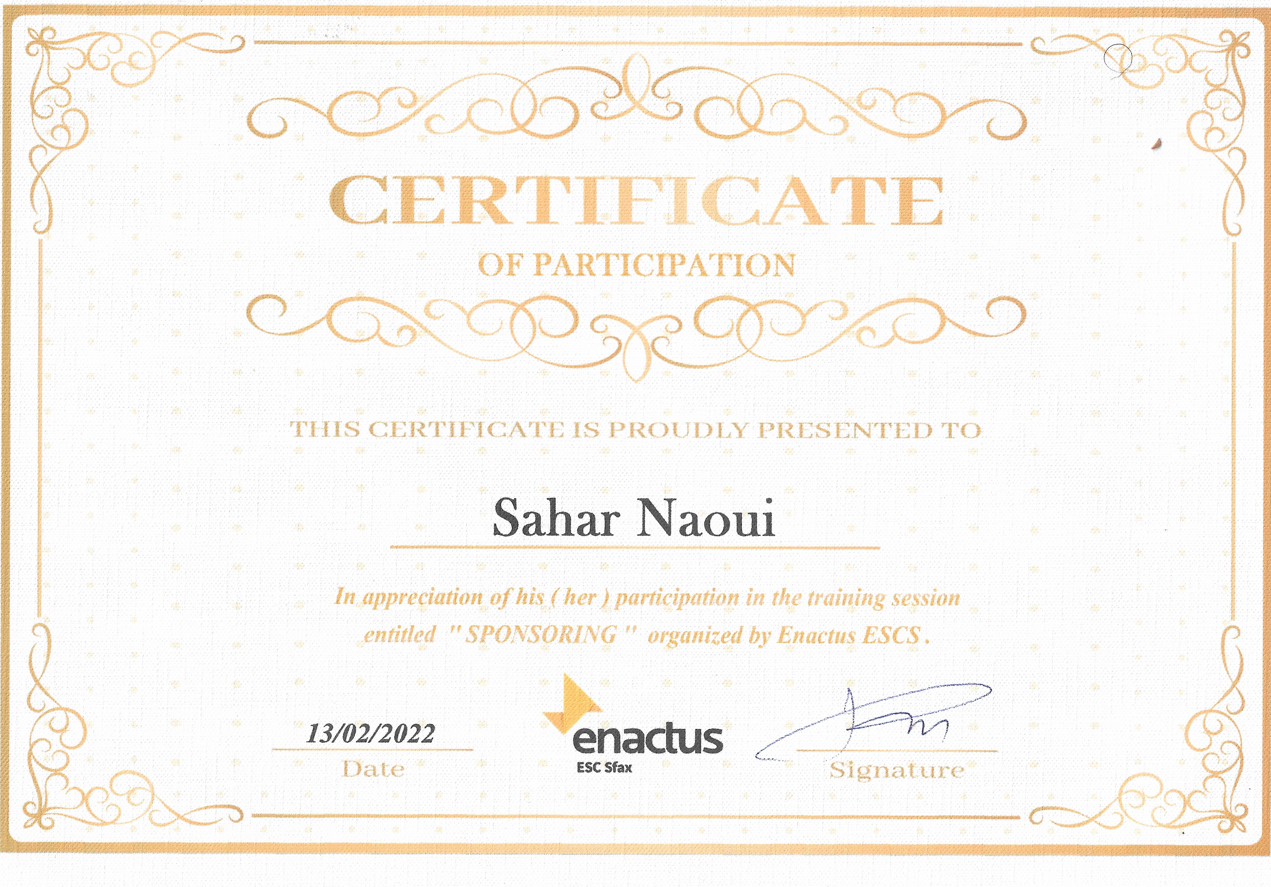 CERTIFICATE
OF PARTICIPATION
THIS CERTIFICATE IS PROUDLY PRESENTED TO
Sahar Naoui
In appreciation of his ( her ) participation in the training session
entitled " SPONSORING " organized by Enactus ESCS .
13/02/2022
Date
enactus
ESC Sfax
Signature